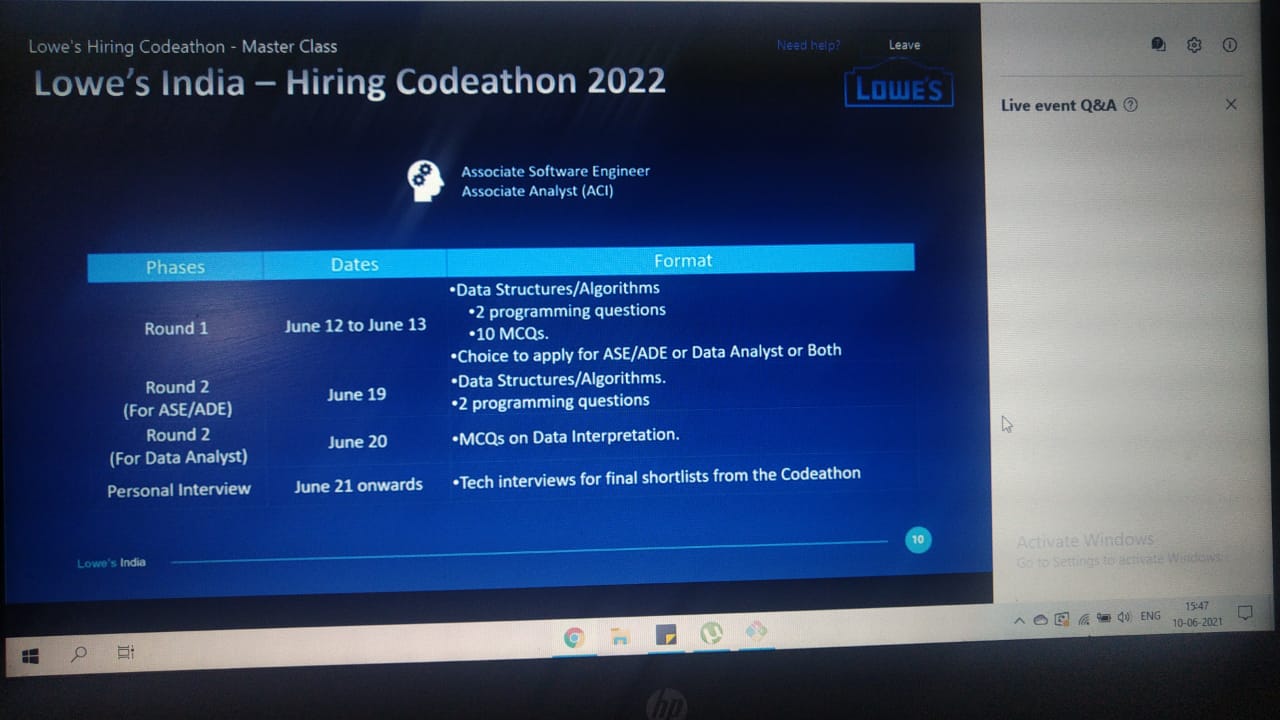 Lowe's Hiring Codeathon - Master Class
Need help?
Leave
Lowe's India – Hiring Codeathon 2022
LOWE'S
Live event Q&A
Associate Software Engineer
Associate Analyst (ACI)
Phases Dates Format
Round 1
June 12 to June 13
•Data Structures/Algorithms
•2 programming questions
•10 MCQs.
•Choice to apply for ASE/ADE or Data Analyst or Both
Round 2
(For ASE/ADE)
June 19
•Data Structures/Algorithms.
•2 programming questions
Round 2
(For Data Analyst)
June 20
•MCQs on Data Interpretation.
Personal Interview
June 21 onwards
•Tech interviews for final shortlists from the Codeathon
Lowe's India
10
Activate Windows
Go to Settings to activate Windows.
ENG
15:47
10-06-2021
hp